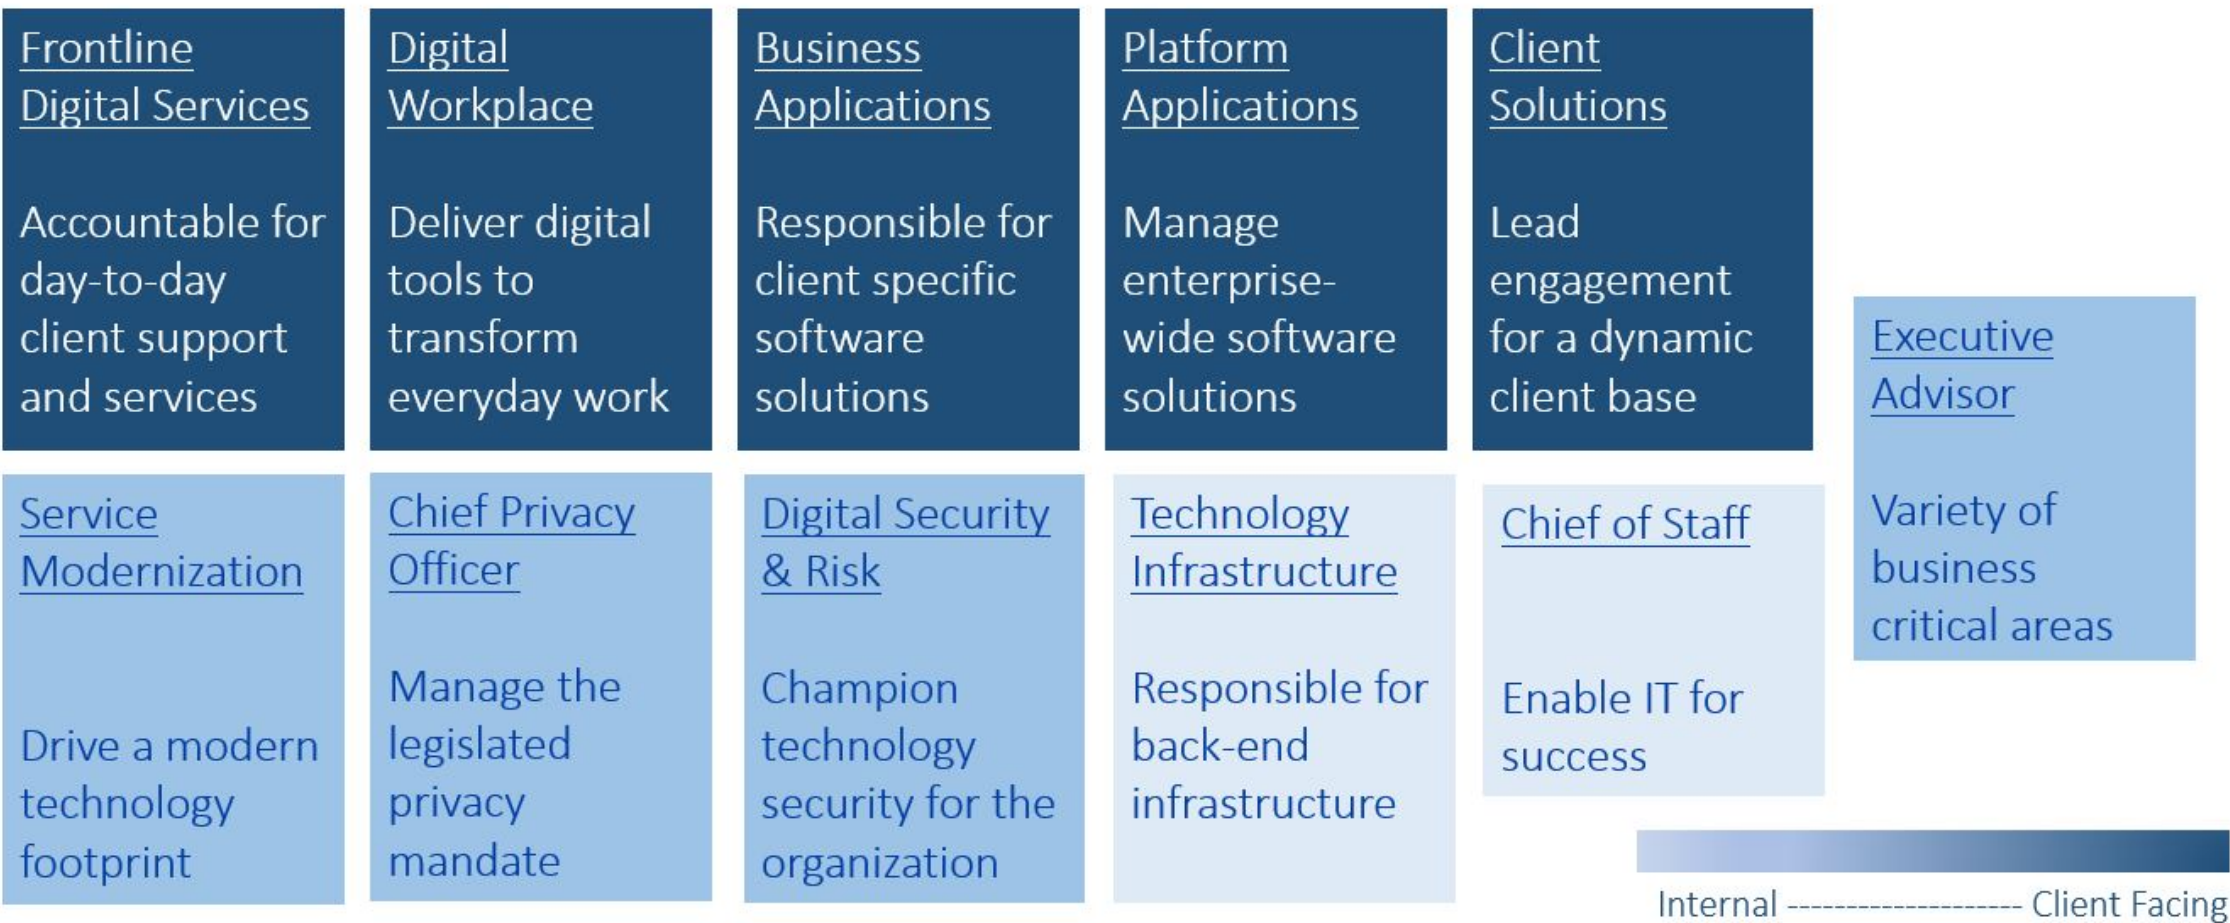 Frontline
Digital Services
Accountable for
day-to-day
client support
and services
Digital
Workplace
Deliver digital
tools to
transform
everyday work
Business
Applications
Responsible for
client specific
software
solutions
Platform
Applications
Manage
enterprise-
wide software
solutions
Client
Solutions
Lead
engagement
for a dynamic
client base
Executive
Advisor
Variety of
business
critical areas
Service
Modernization
Drive a modern
technology
footprint
Chief Privacy
Officer
Manage the
legislated
privacy
mandate
Digital Security
& Risk
Champion
technology
security for the
organization
Technology
Infrastructure
Responsible for
back-end
infrastructure
Chief of Staff
Enable IT for
success
Internal -------------------- Client Facing